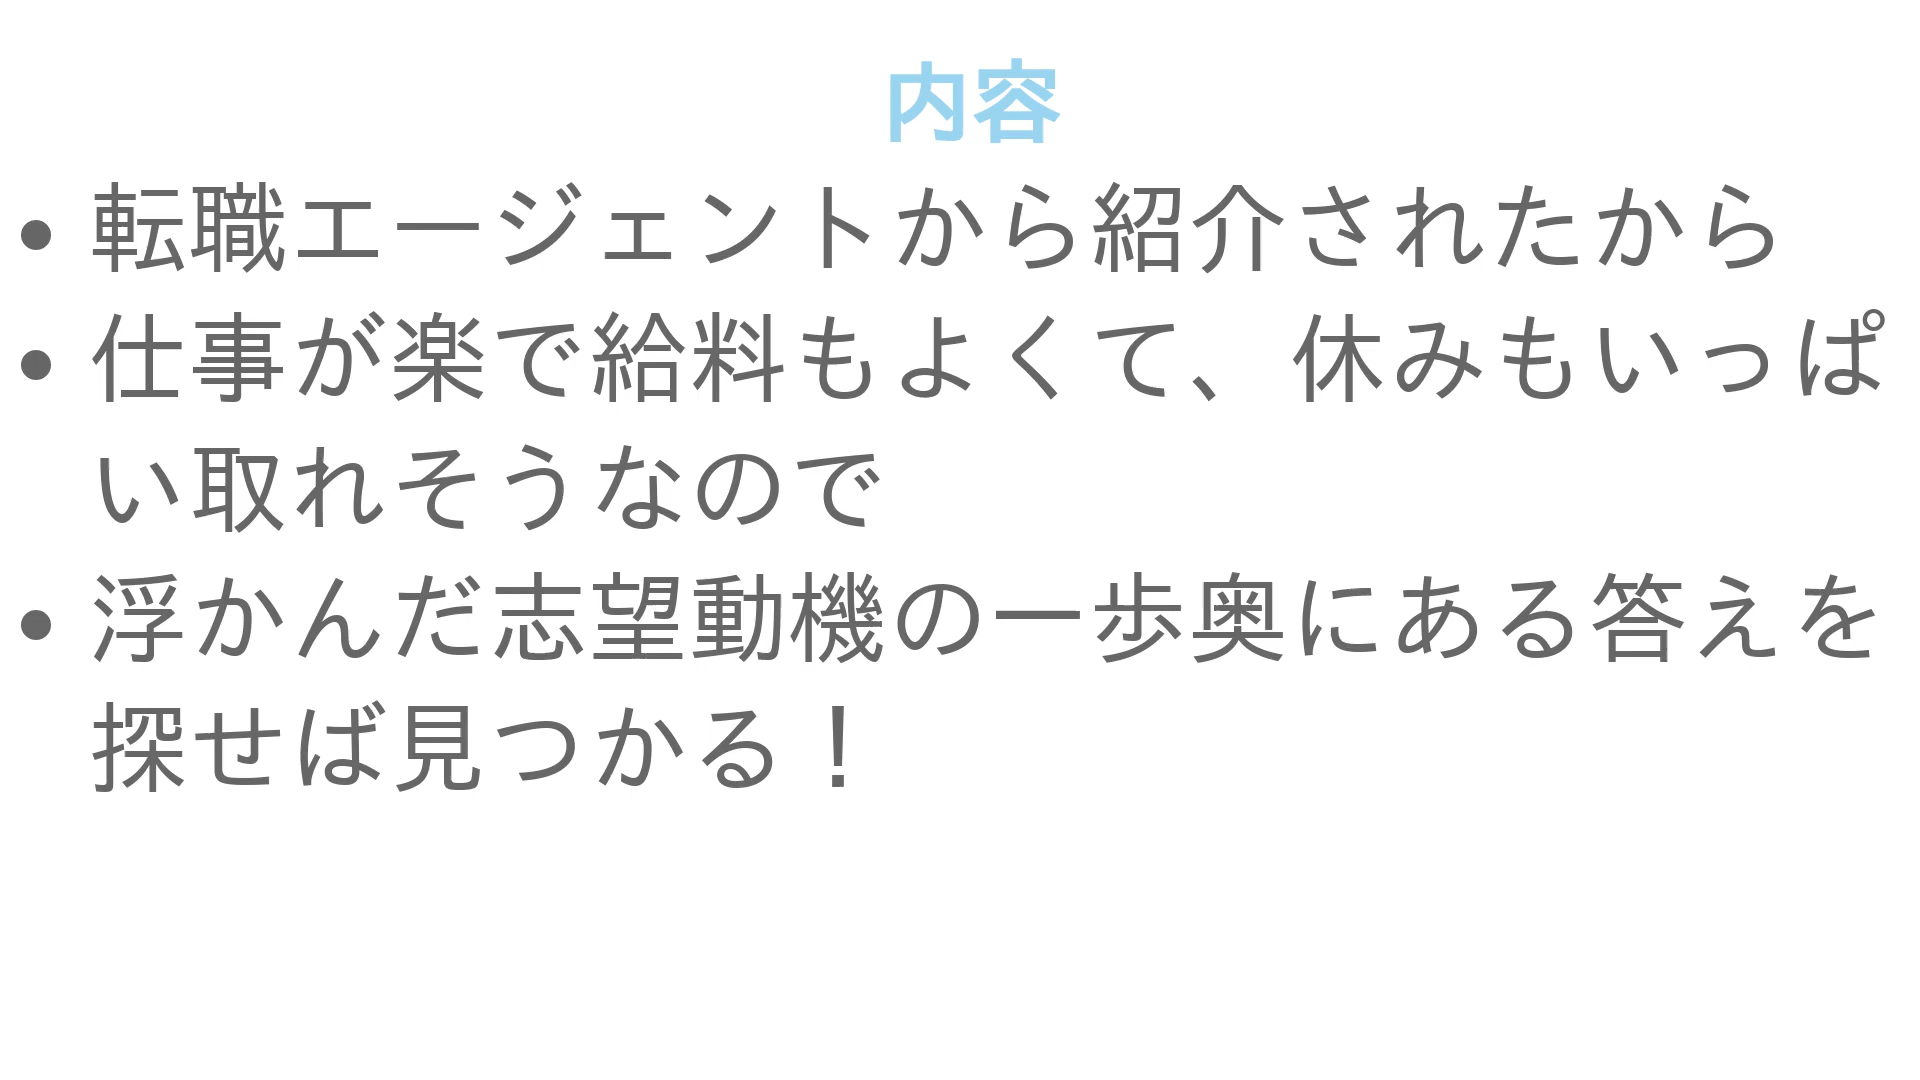 内容
• 転職エージェントから紹介されたから
• 仕事が楽で給料もよくて、休みもいっぱ
い取れそうなので
• 浮かんだ志望動機の一歩奥にある答えを
探せば見つかる！